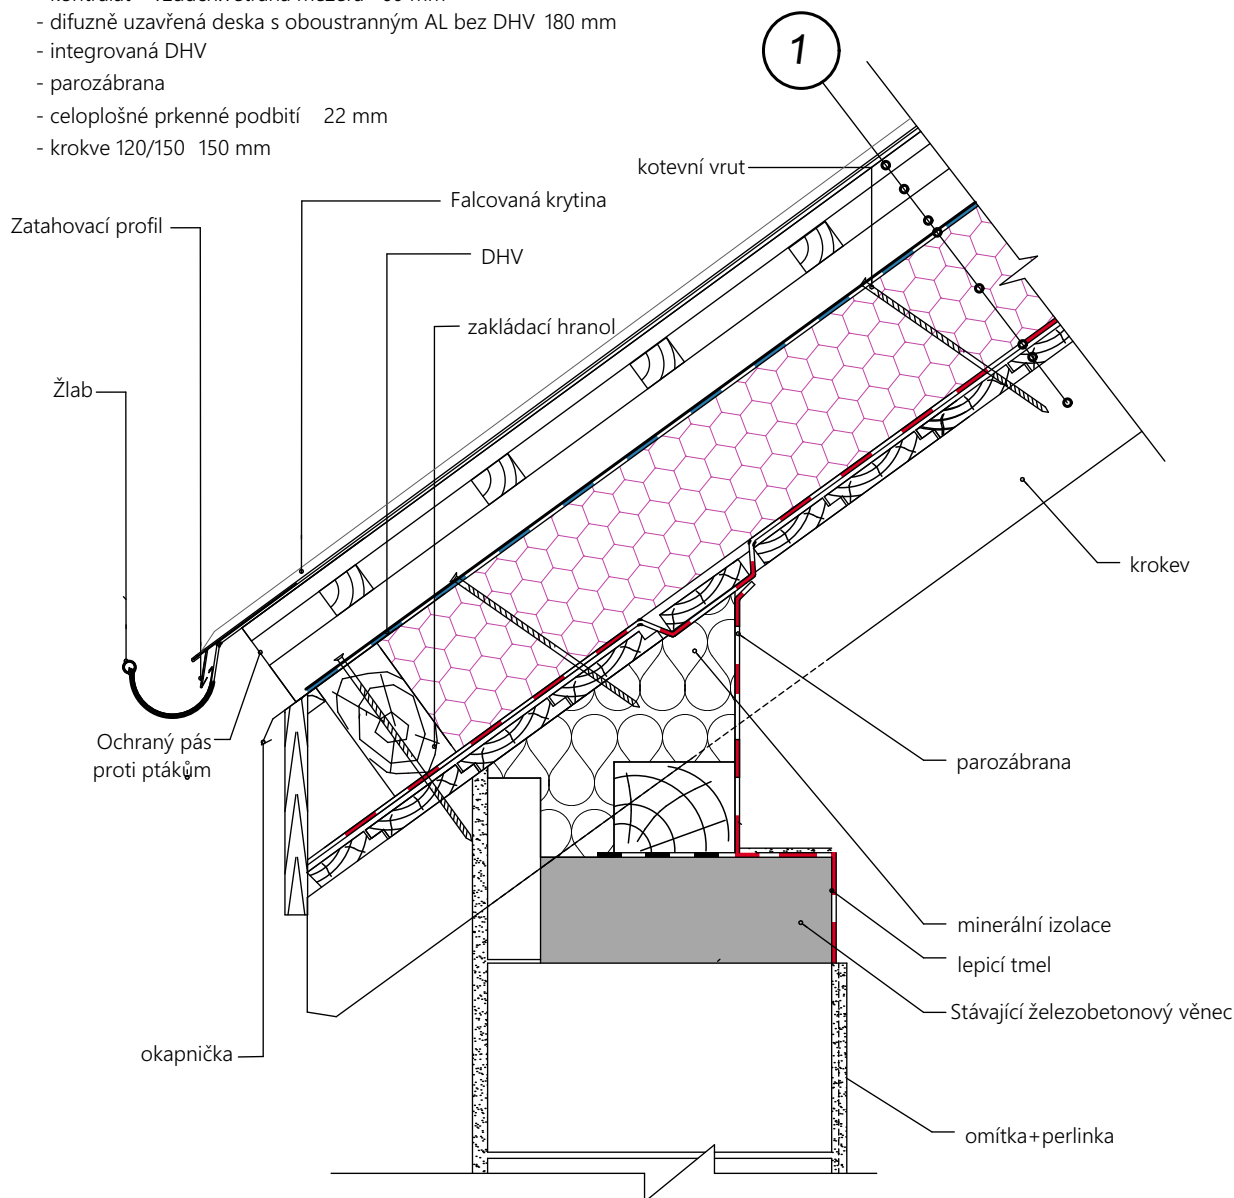 - difuzně uzavřená deska s oboustranným AL bez DHV 180 mm
- integrovaná DHV
- parozábrana
- celoplošné prkenné podbití 22 mm
- krokve 120/150 150 mm
1
kotevní vrut
Falcovaná krytina
Zatahovací profil
DHV
zakládací hranol
Žlab
krokev
Ochraný pás
proti ptákům
parozábrana
minerální izolace
lepicí tmel
Stávající železobetonový věnec
okapnička
omítka+perlinka